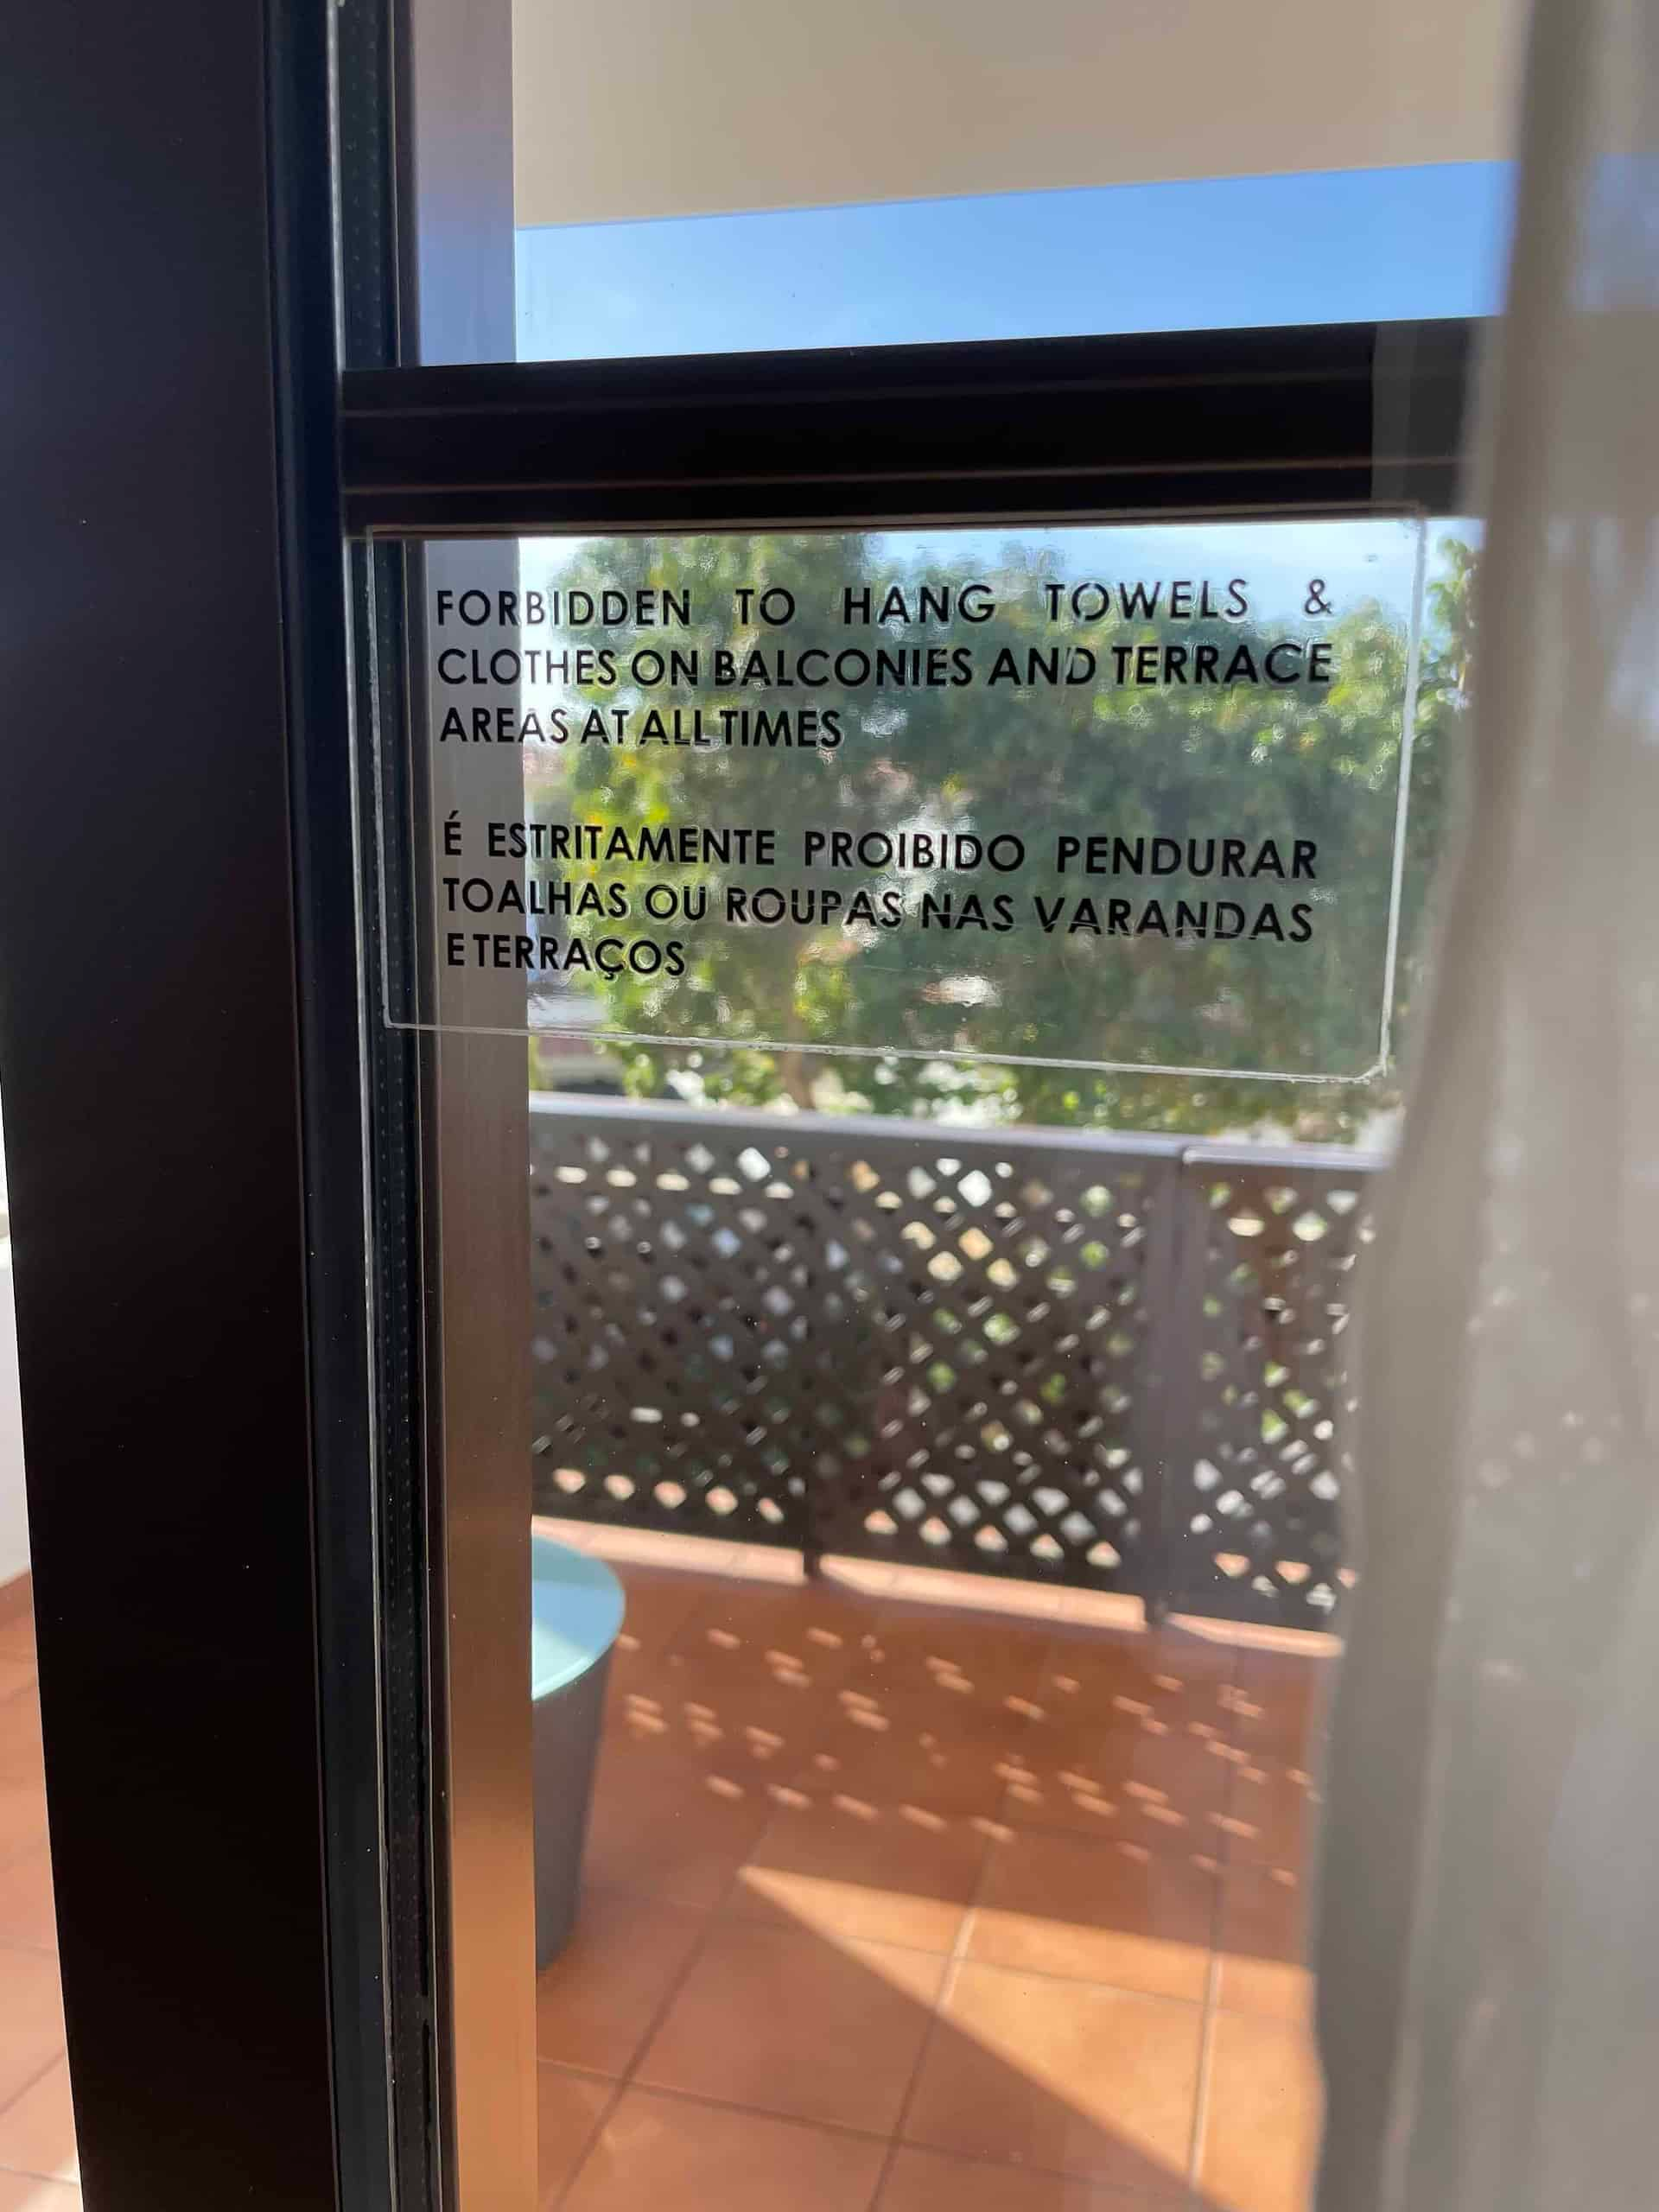 FORBIDDEN TO HANG TOWELS &
CLOTHES ON BALCONIES AND TERRACE
AREAS AT ALL TIMES
É ESTRITAMENTE PROIBIDO PENDURAR
TOALHAS OU ROUPAS NAS VARANDAS
E TERRAÇOS